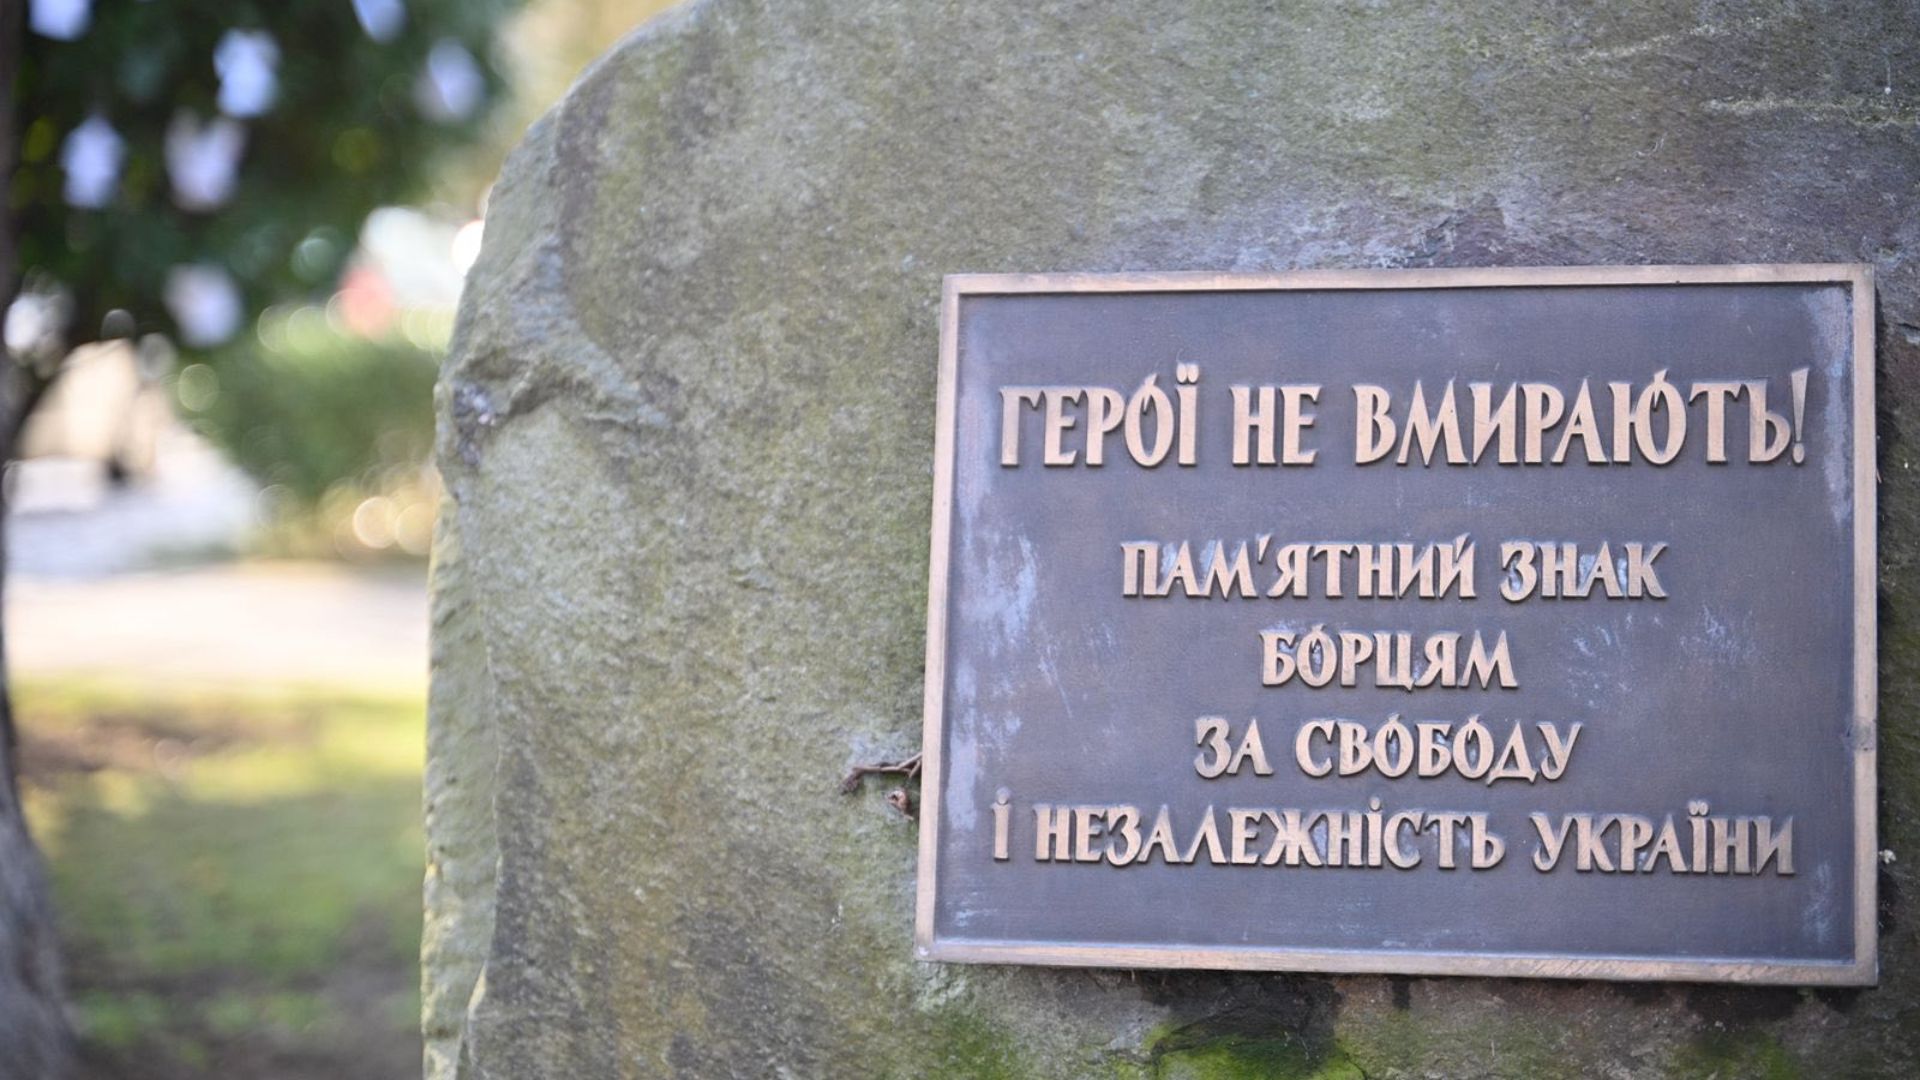 ГЕРОЇ НЕ ВМИРАЮТЬ!
ПАМ'ЯТНИЙ ЗНАК
БОРЦЯМ
ЗА СВОБОДУ
І НЕЗАЛЕЖНІСТЬ УКРАЇНИ